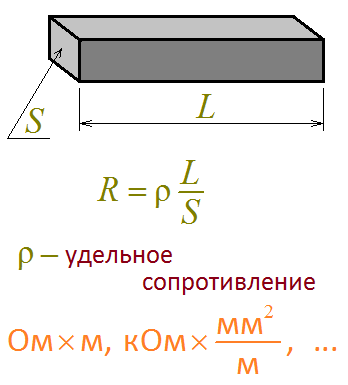 S
L
R = ρ L/S
ρ – удельное
сопротивление
Ом × м, кОм × мм²/м, ...